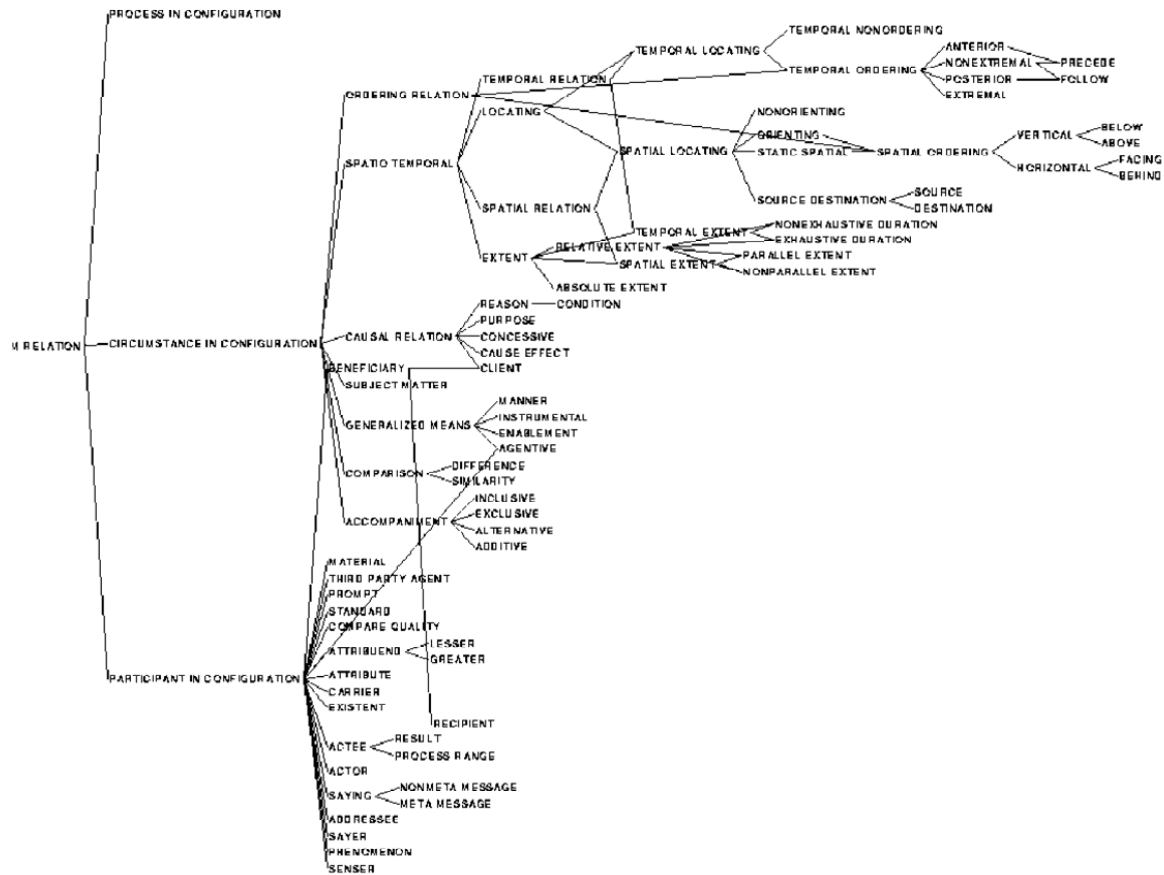 PROCESS IN CONFIGURATION
TEMPORAL NONORDERING
ANTERIOR
TEMPORAL LOCATING
NONEXTREMAL
PRECEDE
TEMPORAL ORDERING
TEMPORAL RELATION
POSTERIOR
FOLLOW
ORDERING RELATION
EXTREMAL
LOCATING
NONORIENTING
BELOW
ORIENTING
VERTICAL
ABOVE
SPATIO TEMPORAL
SPATIAL LOCATING
STATIC SPATIAL
SPATIAL ORDERING
FACING
HORIZONTAL
BEHIND
SOURCE
SOURCE DESTINATION
SPATIAL RELATION
DESTINATION
NONEXHAUSTIVE DURATION
TEMPORAL EXTENT
EXHAUSTIVE DURATION
RELATIVE EXTENT
EXTENT
PARALLEL EXTENT
SPATIAL EXTENT
NONPARALLEL EXTENT
ABSOLUTE EXTENT
REASON
CONDITION
PURPOSE
CAUSAL RELATION
CONCESSIVE
M RELATION
CIRCUMSTANCE IN CONFIGURATION
CAUSE EFFECT
BENEFICIARY
CLIENT
SUBJECT MATTER
MANNER
INSTRUMENTAL
GENERALIZED MEANS
ENABLEMENT
AGENTIVE
DIFFERENCE
COMPARISON
SIMILARITY
INCLUSIVE
EXCLUSIVE
ACCOMPANIMENT
ALTERNATIVE
ADDITIVE
MATERIAL
THIRD PARTY AGENT
PROMPT
STANDARD
COMPARE QUALITY
LESSER
ATTRIBUEND
GREATER
PARTICIPANT IN CONFIGURATION
ATTRIBUTE
CARRIER
EXISTENT
RECIPIENT
RESULT
ACTEE
PROCESS RANGE
ACTOR
NONMETA MESSAGE
SAYING
META MESSAGE
ADDRESSEE
SAYER
PHENOMENON
SENSER